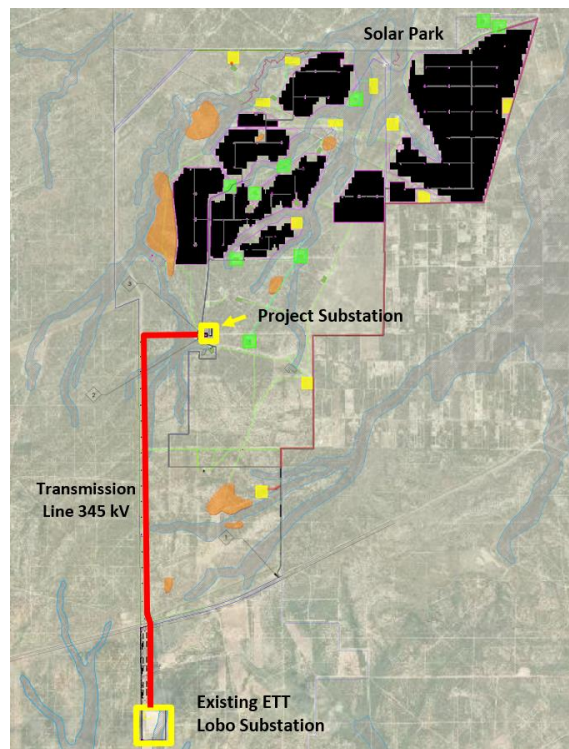 Solar Park
Project Substation
Transmission
Line 345 kV
Existing ETT
Lobo Substation